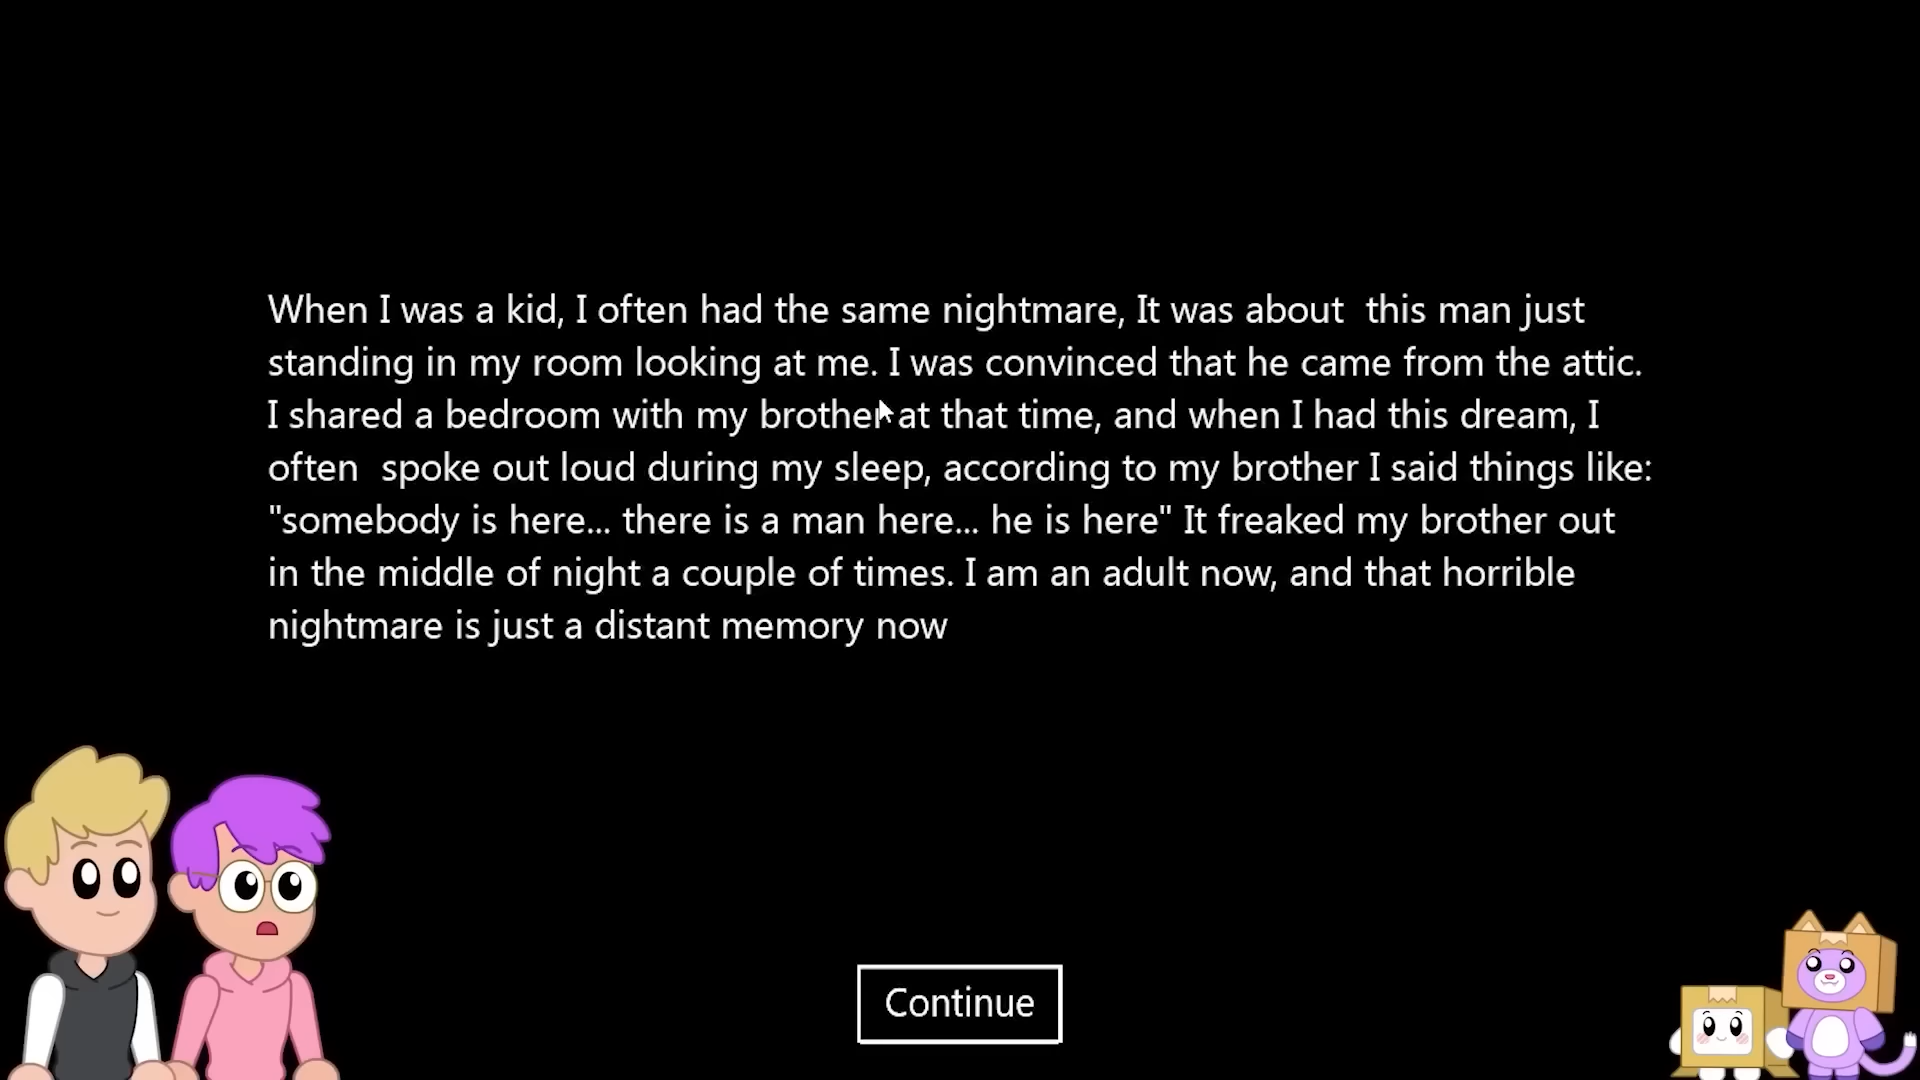 When I was a kid, I often had the same nightmare, It was about  this man just
standing in my room looking at me. I was convinced that he came from the attic.
I shared a bedroom with my brother at that time, and when I had this dream, I
often  spoke out loud during my sleep, according to my brother I said things like:
"somebody is here... there is a man here... he is here" It freaked my brother out
in the middle of night a couple of times. I am an adult now, and that horrible
nightmare is just a distant memory now
Continue